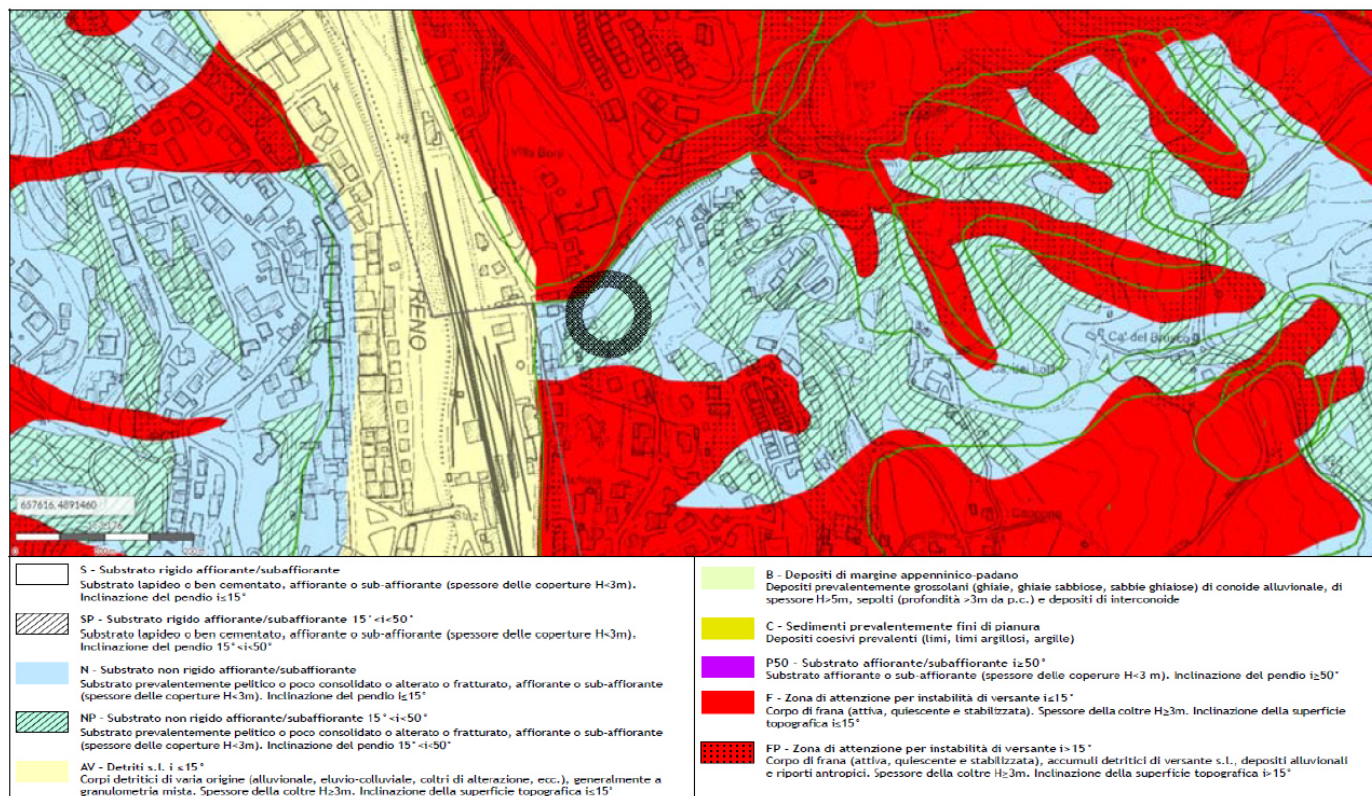 Villa Boni
RENO
Ca' del Brusco
657616, 4891460
S - Substrato rigido affiorante/subaffiorante
Substrato lapideo o ben cementato, affiorante o sub-affiorante (spessore delle coperture H<3m).
Inclinazione del pendio i≤15°
SP - Substrato rigido affiorante/subaffiorante 15°<i<50°
Substrato lapideo o ben cementato, affiorante o sub-affiorante (spessore delle coperture H<3m).
Inclinazione del pendio 15°<i<50°
N - Substrato non rigido affiorante/subaffiorante
Substrato prevalentemente pelitico o poco consolidato o alterato o fratturato, affiorante o sub-affiorante
(spessore delle coperture H<3m). Inclinazione del pendio i≤15°
NP - Substrato non rigido affiorante/subaffiorante 15°<i<50°
Substrato prevalentemente pelitico o poco consolidato o alterato o fratturato, affiorante o sub-affiorante
(spessore delle coperture H<3m). Inclinazione del pendio 15°<i<50°
AV - Detriti s.l. i ≤15°
Corpi detritici di varia origine (alluvionale, eluvio-colluviale, coltri di alterazione, ecc.), generalmente a
granulometria mista. Spessore della coltre H≥3m. Inclinazione della superficie topografica i≤15°
B - Depositi di margine appenninico-padano
Depositi prevalentemente grossolani (ghiaie, ghiaie sabbiose, sabbie ghiaiose) di conoide alluvionale, di
spessore H>5m, sepolti (profondità >3m da p.c.) e depositi di interconoide
C - Sedimenti prevalentemente fini di pianura
Depositi coesivi prevalenti (limi, limi argillosi, argille)
P50 - Substrato affiorante/subaffiorante i≥50°
Substrato affiorante o sub-affiorante (spessore delle coperure H<3 m). Inclinazione del pendio i≥50°
F - Zona di attenzione per instabilità di versante i≤15°
Corpo di frana (attiva, quiescente e stabilizzata). Spessore della coltre H≥3m. Inclinazione della superficie
topografica i≤15°
FP - Zona di attenzione per instabilità di versante i>15°
Corpo di frana (attiva, quiescente e stabilizzata), accumuli detritici di versante s.l., depositi alluvionali
e riporti antropici. Spessore della coltre H≥3m. Inclinazione della superficie topografica i>15°